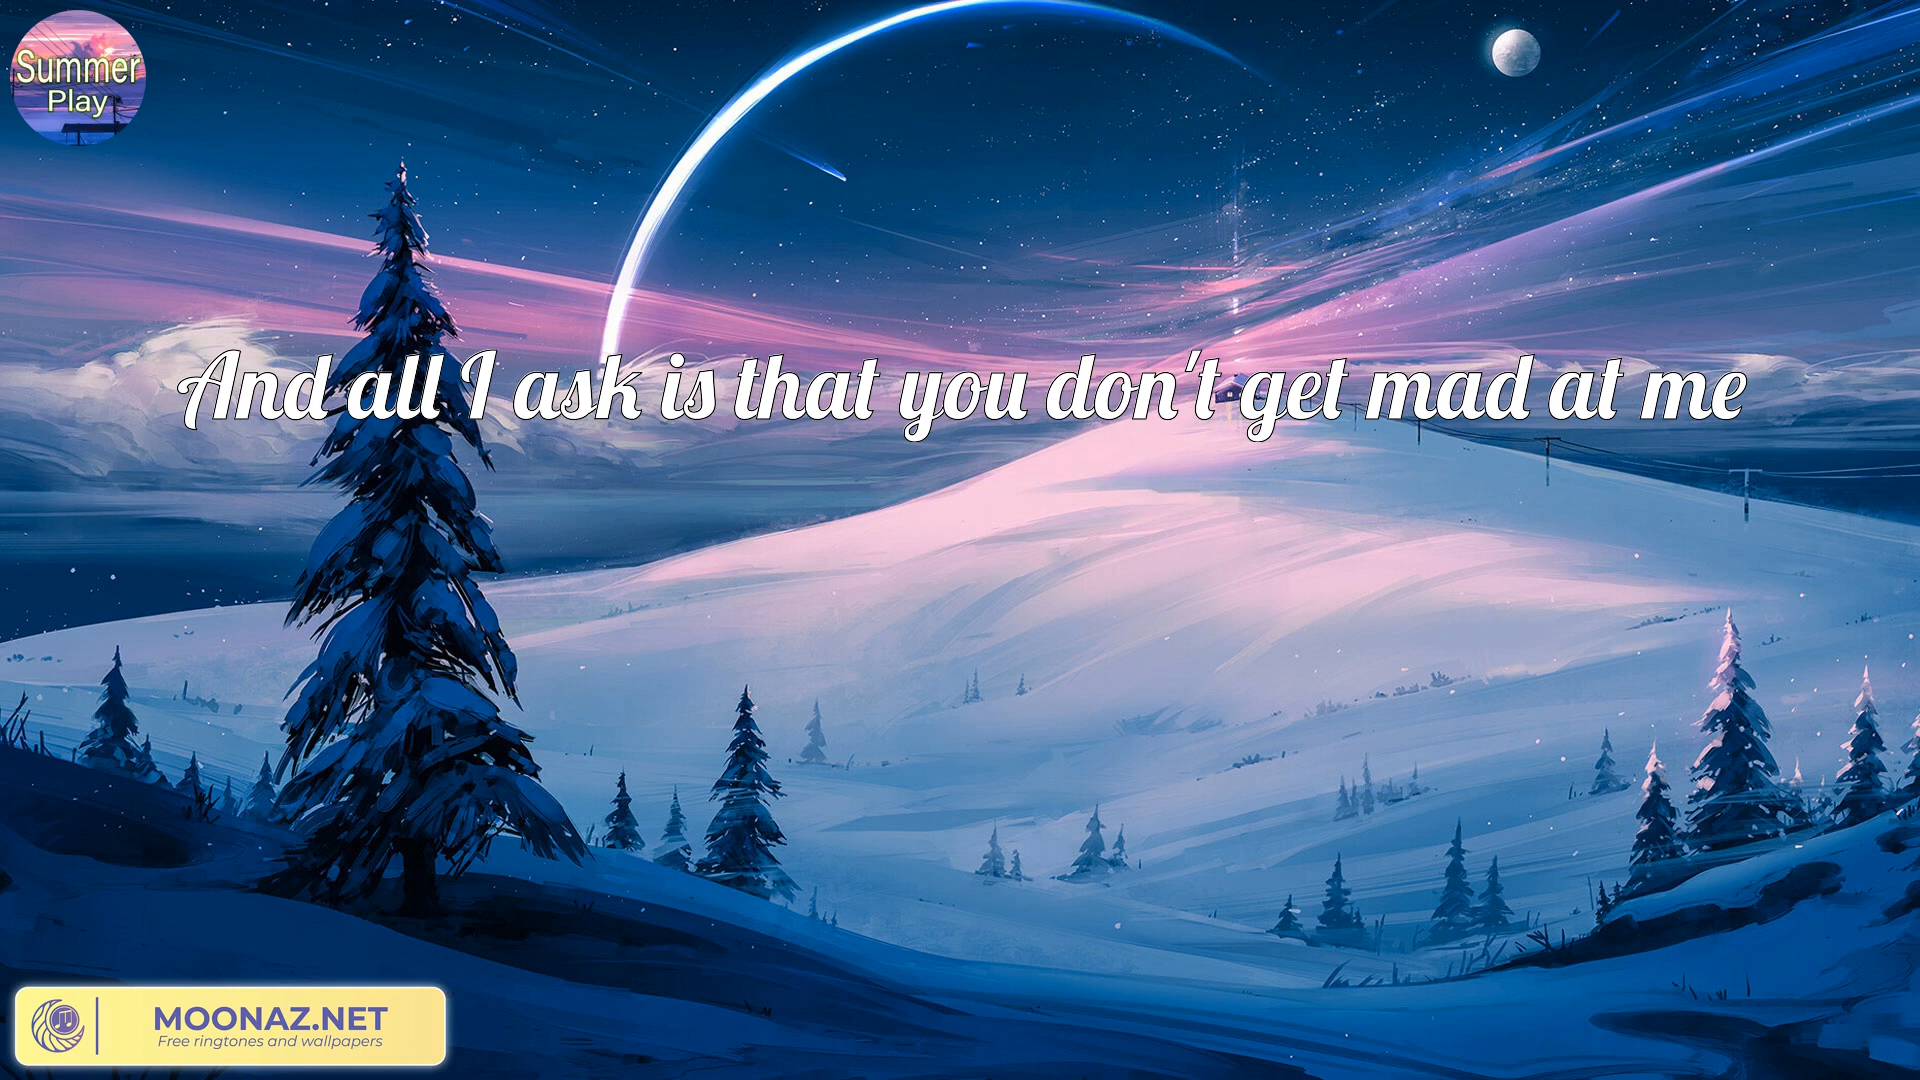 Summer
Play
And all I ask is that you don't get mad at me
MOONAZ.NET
Free ringtones and wallpapers